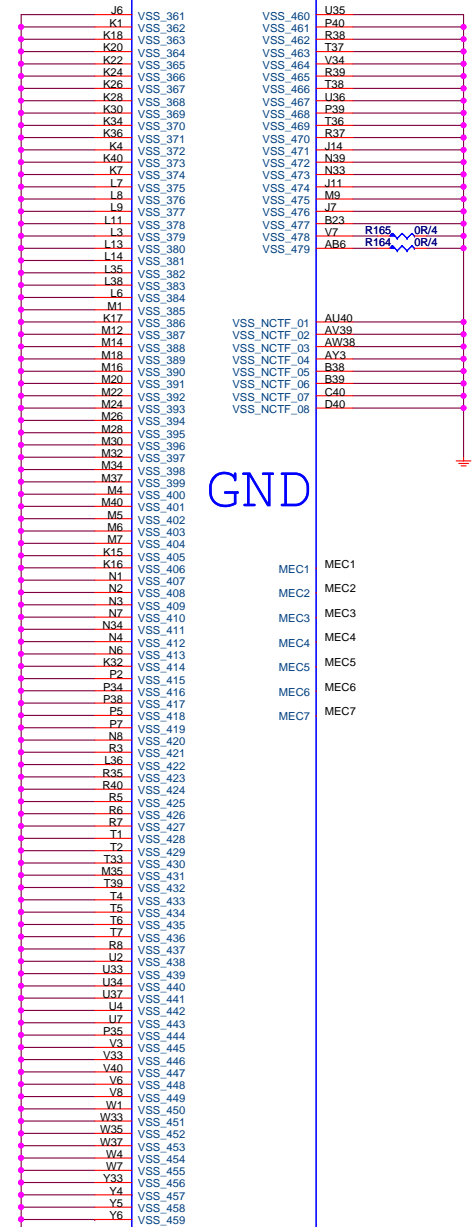 J6 VSS_361
K1 VSS_362
K18 VSS_363
K20 VSS_364
K22 VSS_365
K24 VSS_366
K26 VSS_367
K28 VSS_368
K30 VSS_369
K34 VSS_370
K36 VSS_371
K4 VSS_372
K40 VSS_373
K7 VSS_374
L7 VSS_375
L8 VSS_376
L9 VSS_377
L11 VSS_378
L3 VSS_379
L13 VSS_380
L14 VSS_381
L35 VSS_382
L38 VSS_383
L6 VSS_384
M1 VSS_385
K17 VSS_386
M12 VSS_387
M14 VSS_388
M18 VSS_389
M16 VSS_390
M20 VSS_391
M22 VSS_392
M24 VSS_393
M26 VSS_394
M28 VSS_395
M30 VSS_396
M32 VSS_397
M34 VSS_398
M37 VSS_399
M4 VSS_400
M40 VSS_401
M5 VSS_402
M6 VSS_403
M7 VSS_404
K15 VSS_405
K16 VSS_406
N1 VSS_407
N2 VSS_408
N3 VSS_409
N7 VSS_410
N34 VSS_411
N4 VSS_412
N6 VSS_413
K32 VSS_414
P2 VSS_415
P34 VSS_416
P38 VSS_417
P5 VSS_418
P7 VSS_419
N8 VSS_420
R3 VSS_421
L36 VSS_422
R35 VSS_423
R40 VSS_424
R5 VSS_425
R6 VSS_426
R7 VSS_427
T1 VSS_428
T2 VSS_429
T33 VSS_430
M35 VSS_431
T39 VSS_432
T4 VSS_433
T5 VSS_434
T6 VSS_435
T7 VSS_436
R8 VSS_437
U2 VSS_438
U33 VSS_439
U34 VSS_440
U37 VSS_441
U4 VSS_442
U7 VSS_443
P35 VSS_444
V3 VSS_445
V33 VSS_446
V40 VSS_447
V6 VSS_448
V8 VSS_449
W1 VSS_450
W33 VSS_451
W35 VSS_452
W37 VSS_453
W4 VSS_454
W7 VSS_455
Y33 VSS_456
Y4 VSS_457
Y5 VSS_458
Y6 VSS_459
VSS_460 U35
VSS_461 P40
VSS_462 R38
VSS_463 T37
VSS_464 V34
VSS_465 R39
VSS_466 T38
VSS_467 U36
VSS_468 P39
VSS_469 T36
VSS_470 R37
VSS_471 J14
VSS_472 N39
VSS_473 N33
VSS_474 J11
VSS_475 M9
VSS_476 J7
VSS_477 B23
VSS_478 V7 R165 0R/4
VSS_479 AB6 R164 0R/4
VSS_NCTF_01 AU40
VSS_NCTF_02 AV39
VSS_NCTF_03 AW38
VSS_NCTF_04 AY3
VSS_NCTF_05 B38
VSS_NCTF_06 B39
VSS_NCTF_07 C40
VSS_NCTF_08 D40
GND
MEC1 MEC1
MEC2 MEC2
MEC3 MEC3
MEC4 MEC4
MEC5 MEC5
MEC6 MEC6
MEC7 MEC7